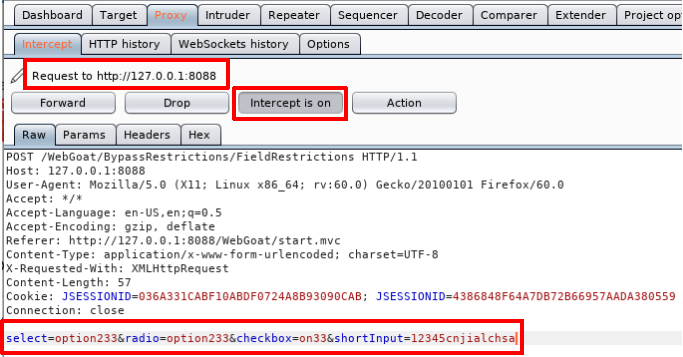 Dashboard Target Proxy Intruder Repeater Sequencer Decoder Comparer Extender Project op
Intercept HTTP history WebSockets history Options
Request to http://127.0.0.1:8088
Forward Drop Intercept is on Action
Raw Params Headers Hex
POST /WebGoat/BypassRestrictions/FieldRestrictions HTTP/1.1
Host: 127.0.0.1:8088
User-Agent: Mozilla/5.0 (X11; Linux x86_64; rv:60.0) Gecko/20100101 Firefox/60.0
Accept: */*
Accept-Language: en-US,en;q=0.5
Accept-Encoding: gzip, deflate
Referer: http://127.0.0.1:8088/WebGoat/start.mvc
Content-Type: application/x-www-form-urlencoded; charset=UTF-8
X-Requested-With: XMLHttpRequest
Content-Length: 57
Cookie: JSESSIONID=036A331CABF10ABDF0724A8B93090CAB; JSESSIONID=4386848F64A7DB72B66957AADA380559
Connection: close
select=option233&radio=option233&checkbox=on33&shortInput=12345cnjialchsa